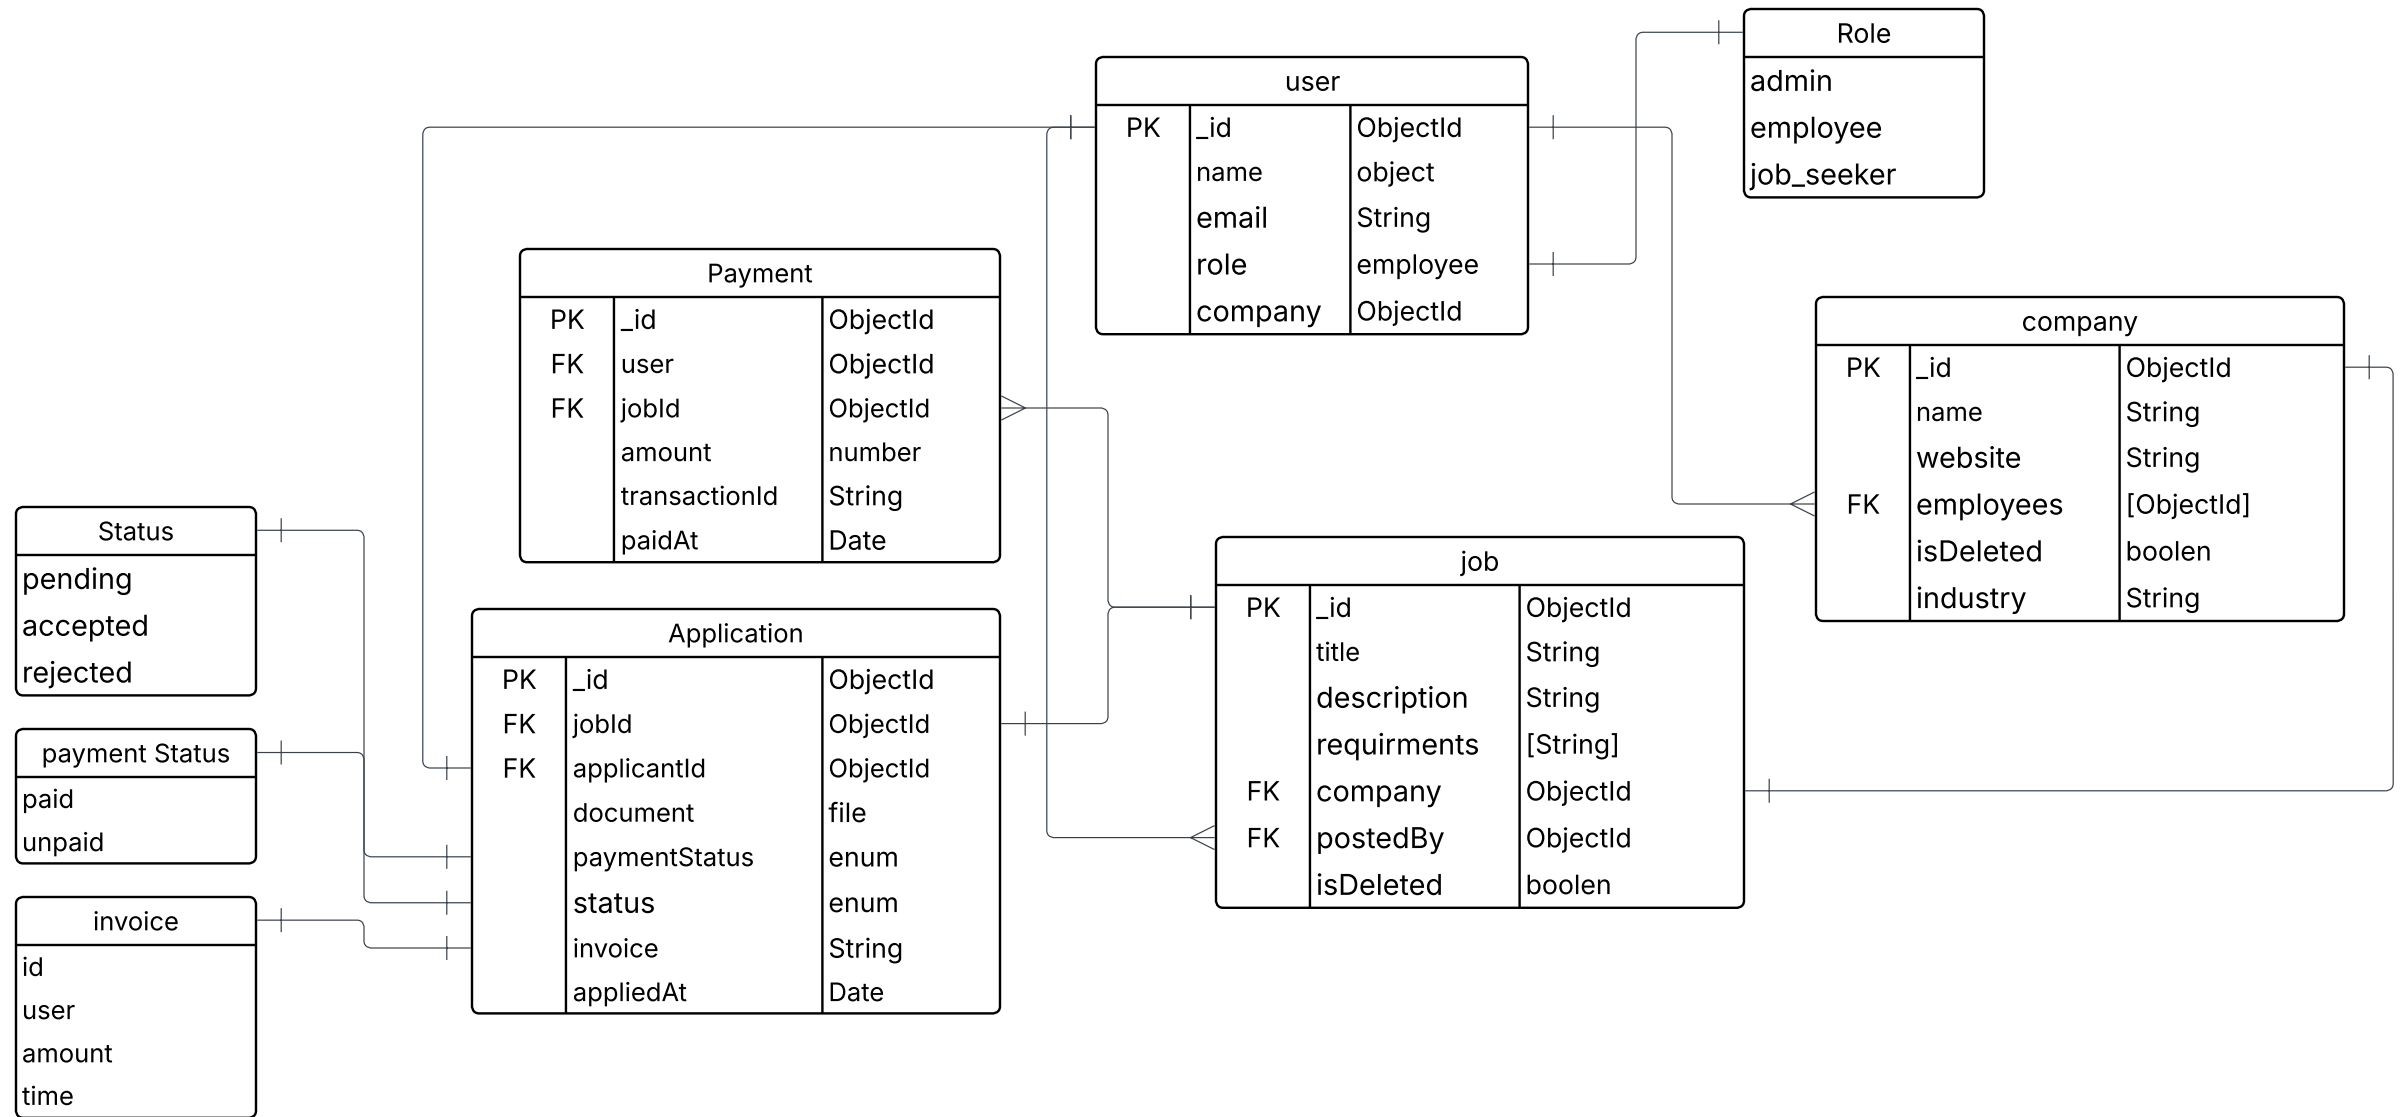 Role
admin
employee
job_seeker
user
PK _id ObjectId
name object
email String
role employee
company ObjectId
Payment
PK _id ObjectId
FK user ObjectId
FK jobId ObjectId
amount number
transactionId String
paidAt Date
company
PK _id ObjectId
name String
website String
FK employees [ObjectId]
isDeleted boolen
industry String
Status
pending
accepted
rejected
job
PK _id ObjectId
title String
description String
requirments [String]
FK company ObjectId
FK postedBy ObjectId
isDeleted boolen
Application
PK _id ObjectId
FK jobId ObjectId
FK applicantId ObjectId
document file
paymentStatus enum
status enum
invoice String
appliedAt Date
payment Status
paid
unpaid
invoice
id
user
amount
time